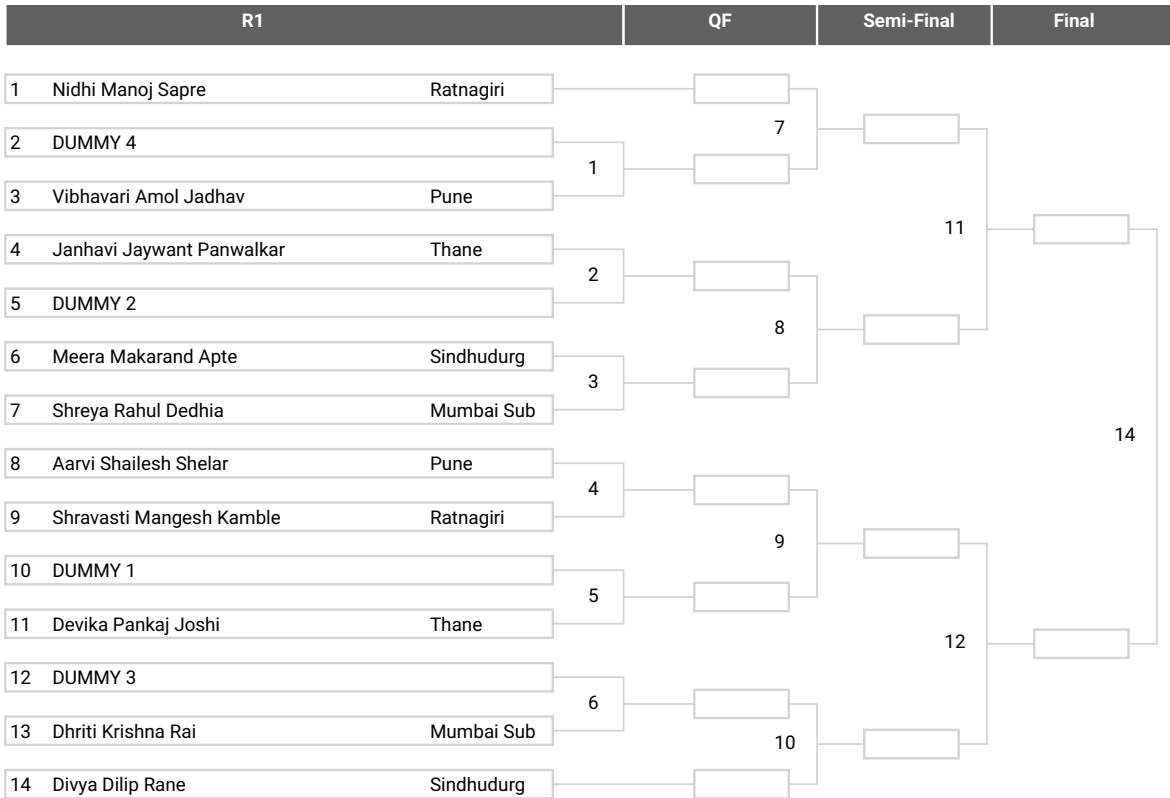 R1 QF Semi-Final Final
1 Nidhi Manoj Sapre Ratnagiri
7
2 DUMMY 4
1
3 Vibhavari Amol Jadhav Pune
11
4 Janhavi Jaywant Panwalkar Thane
2
5 DUMMY 2
8
6 Meera Makarand Apte Sindhudurg
3
7 Shreya Rahul Dedhia Mumbai Sub
14
8 Aarvi Shailesh Shelar Pune
4
9 Shravasti Mangesh Kamble Ratnagiri
9
10 DUMMY 1
5
11 Devika Pankaj Joshi Thane
12
12 DUMMY 3
6
13 Dhriti Krishna Rai Mumbai Sub
10
14 Divya Dilip Rane Sindhudurg